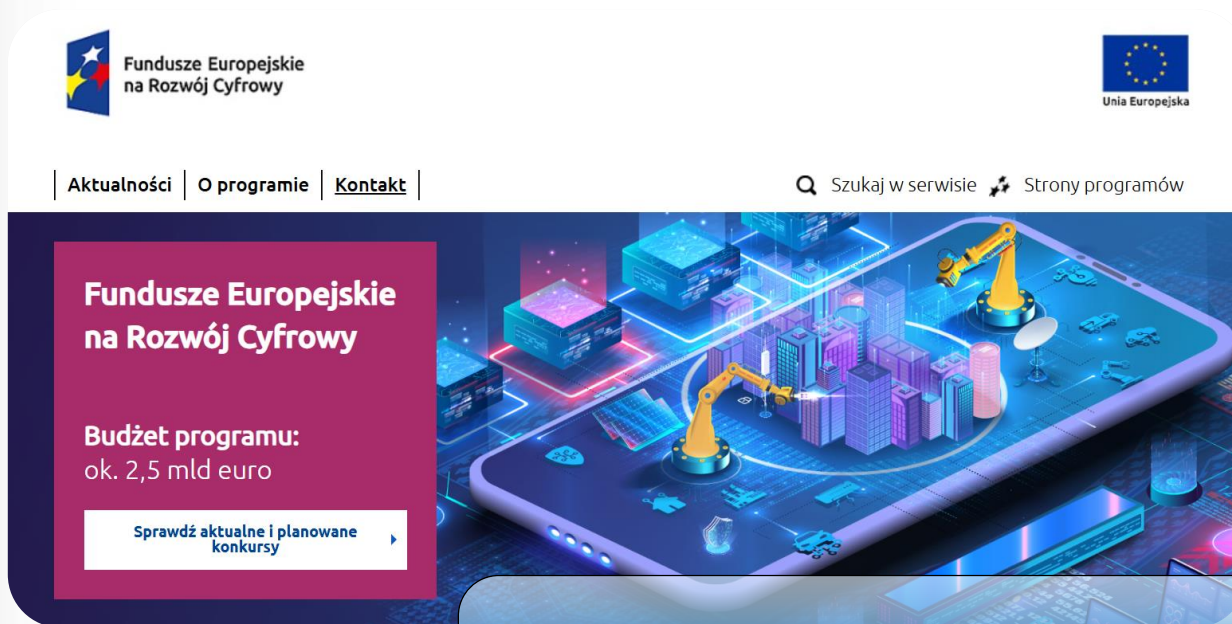 Fundusze Europejskie
na Rozwój Cyfrowy
Unia Europejska
Aktualności
O programie
Kontakt
Szukaj w serwisie
Strony programów
Fundusze Europejskie
na Rozwój Cyfrowy
Budżet programu:
ok. 2,5 mld euro
Sprawdź aktualne i planowane
konkursy